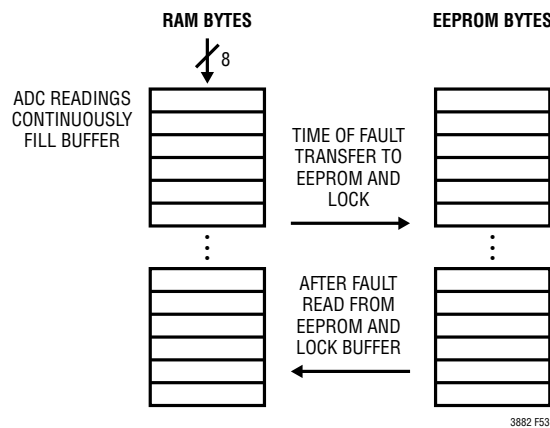 RAM BYTES
EEPROM BYTES
8
ADC READINGS
CONTINUOUSLY
FILL BUFFER
TIME OF FAULT
TRANSFER TO
EEPROM AND
LOCK
AFTER FAULT
READ FROM
EEPROM AND
LOCK BUFFER
3882 F53